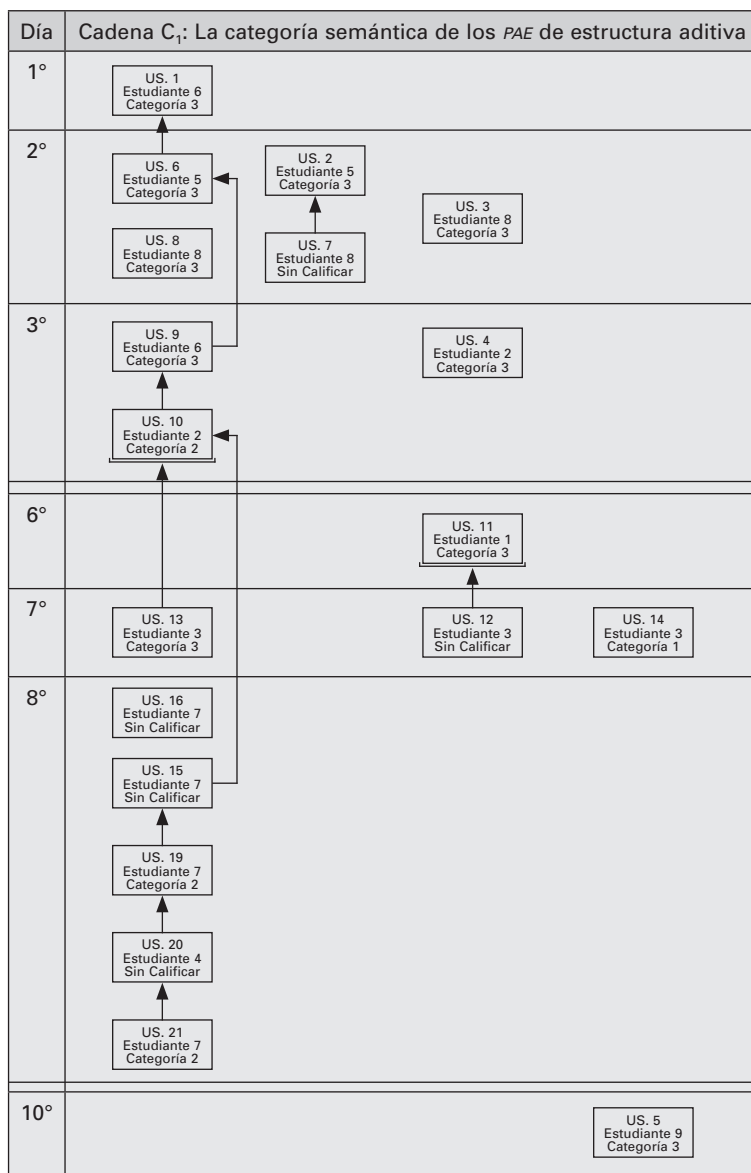 Día
Cadena C₁: La categoría semántica de los PAE de estructura aditiva
1°
US. 1
Estudiante 6
Categoría 3
2°
US. 6
Estudiante 5
Categoría 3
US. 2
Estudiante 5
Categoría 3
US. 3
Estudiante 8
Categoría 3
US. 8
Estudiante 8
Categoría 3
US. 7
Estudiante 8
Sin Calificar
3°
US. 9
Estudiante 6
Categoría 3
US. 4
Estudiante 2
Categoría 3
US. 10
Estudiante 2
Categoría 2
6°
US. 11
Estudiante 1
Categoría 3
7°
US. 13
Estudiante 3
Categoría 3
US. 12
Estudiante 3
Sin Calificar
US. 14
Estudiante 3
Categoría 1
8°
US. 16
Estudiante 7
Sin Calificar
US. 15
Estudiante 7
Sin Calificar
US. 19
Estudiante 7
Categoría 2
US. 20
Estudiante 4
Sin Calificar
US. 21
Estudiante 7
Categoría 2
10°
US. 5
Estudiante 9
Categoría 3